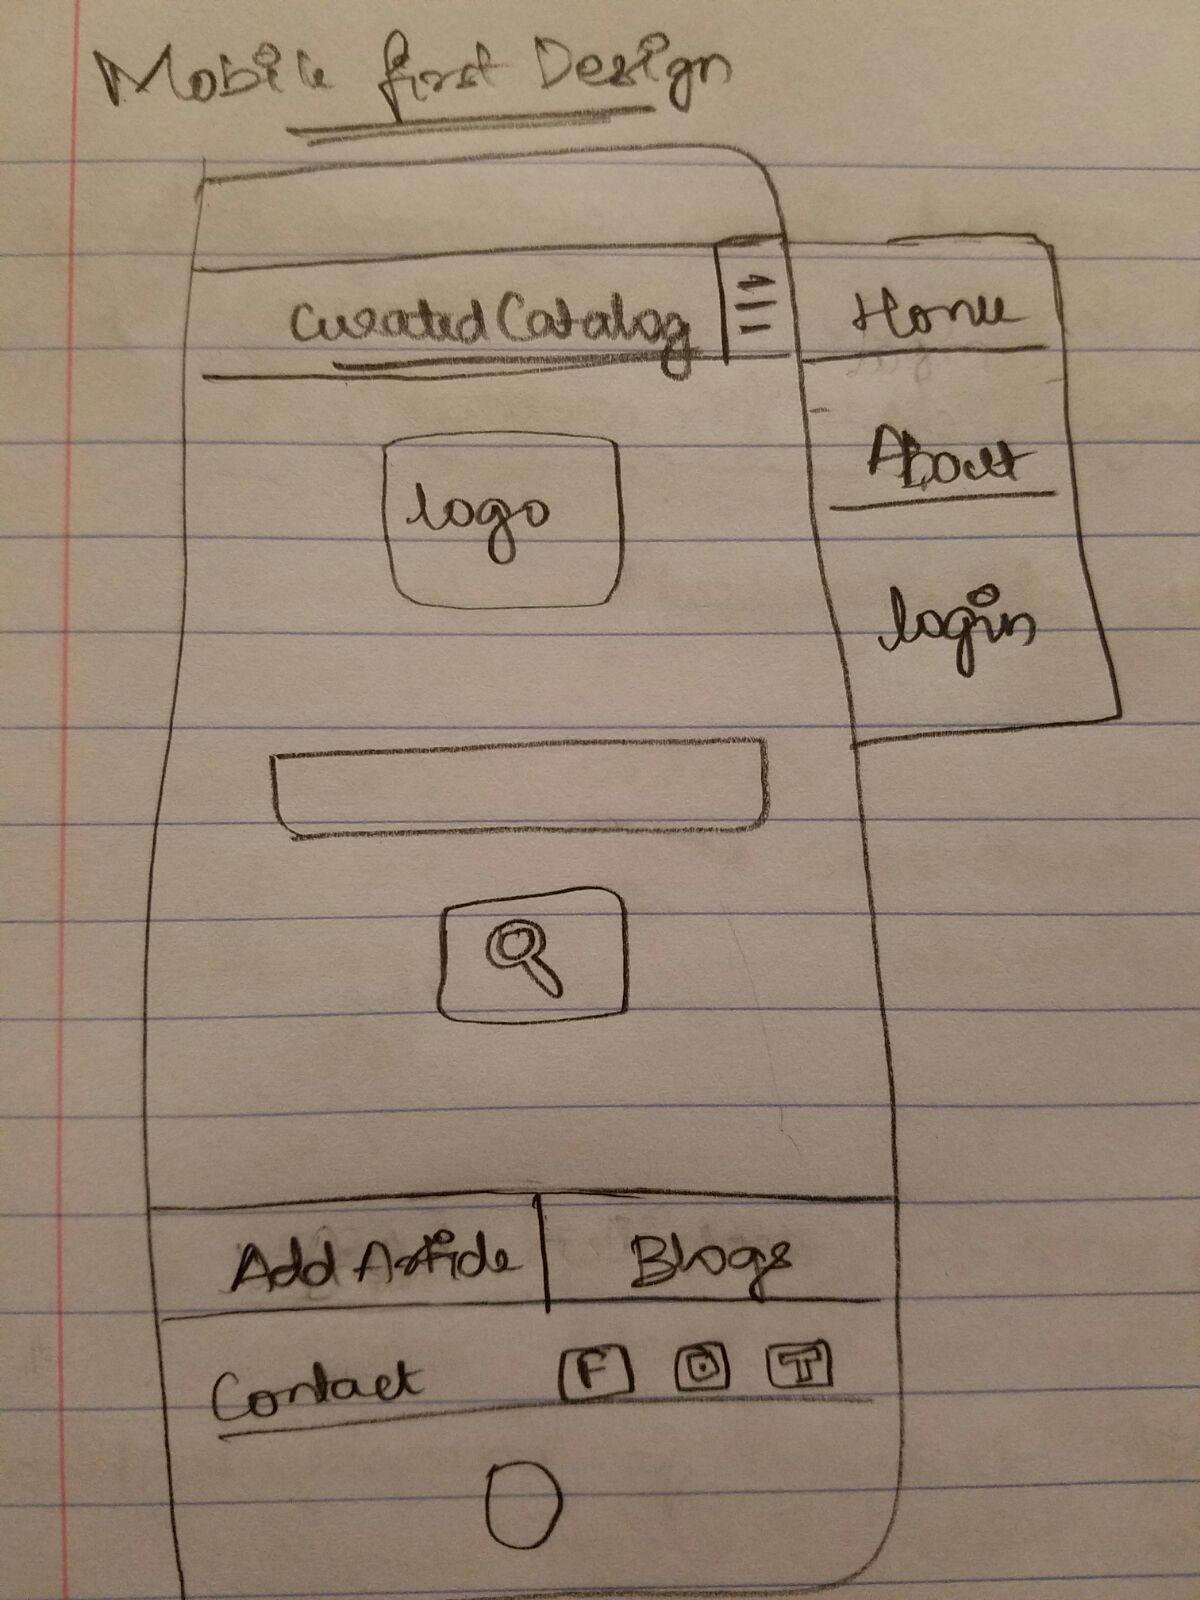 Mobile first Design
Curated Catalog
Home
About
logo
login
Add Article
Blogs
Contact F T